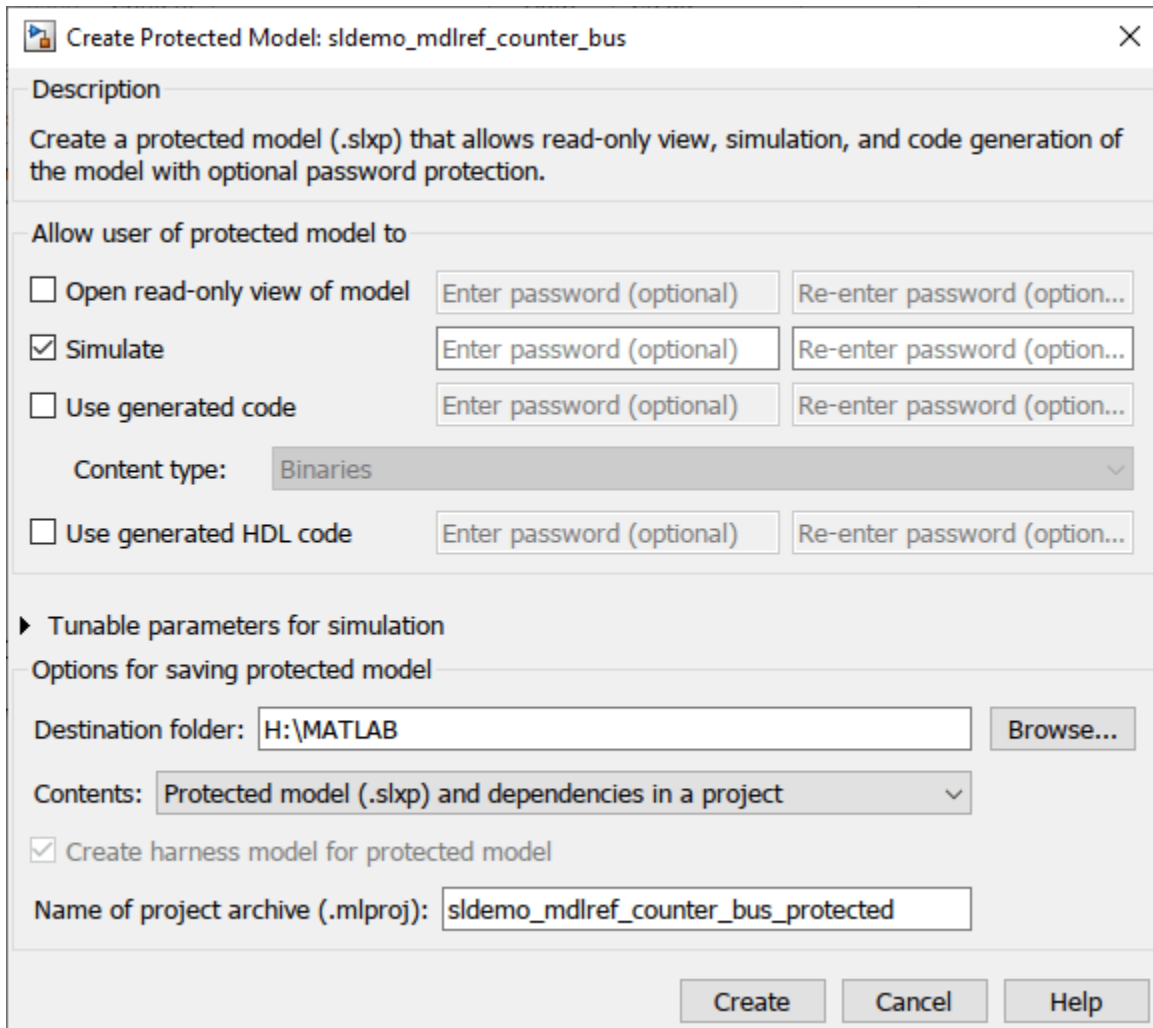 Create Protected Model: sldemo_mdlref_counter_bus
Description
Create a protected model (.slxp) that allows read-only view, simulation, and code generation of
the model with optional password protection.
Allow user of protected model to
Open read-only view of model Enter password (optional) Re-enter password (option...
Simulate Enter password (optional) Re-enter password (option...
Use generated code Enter password (optional) Re-enter password (option...
Content type: Binaries
Use generated HDL code Enter password (optional) Re-enter password (option...
Tunable parameters for simulation
Options for saving protected model
Destination folder: H:\MATLAB Browse...
Contents: Protected model (.slxp) and dependencies in a project
Create harness model for protected model
Name of project archive (.mlproj): sldemo_mdlref_counter_bus_protected
Create Cancel Help